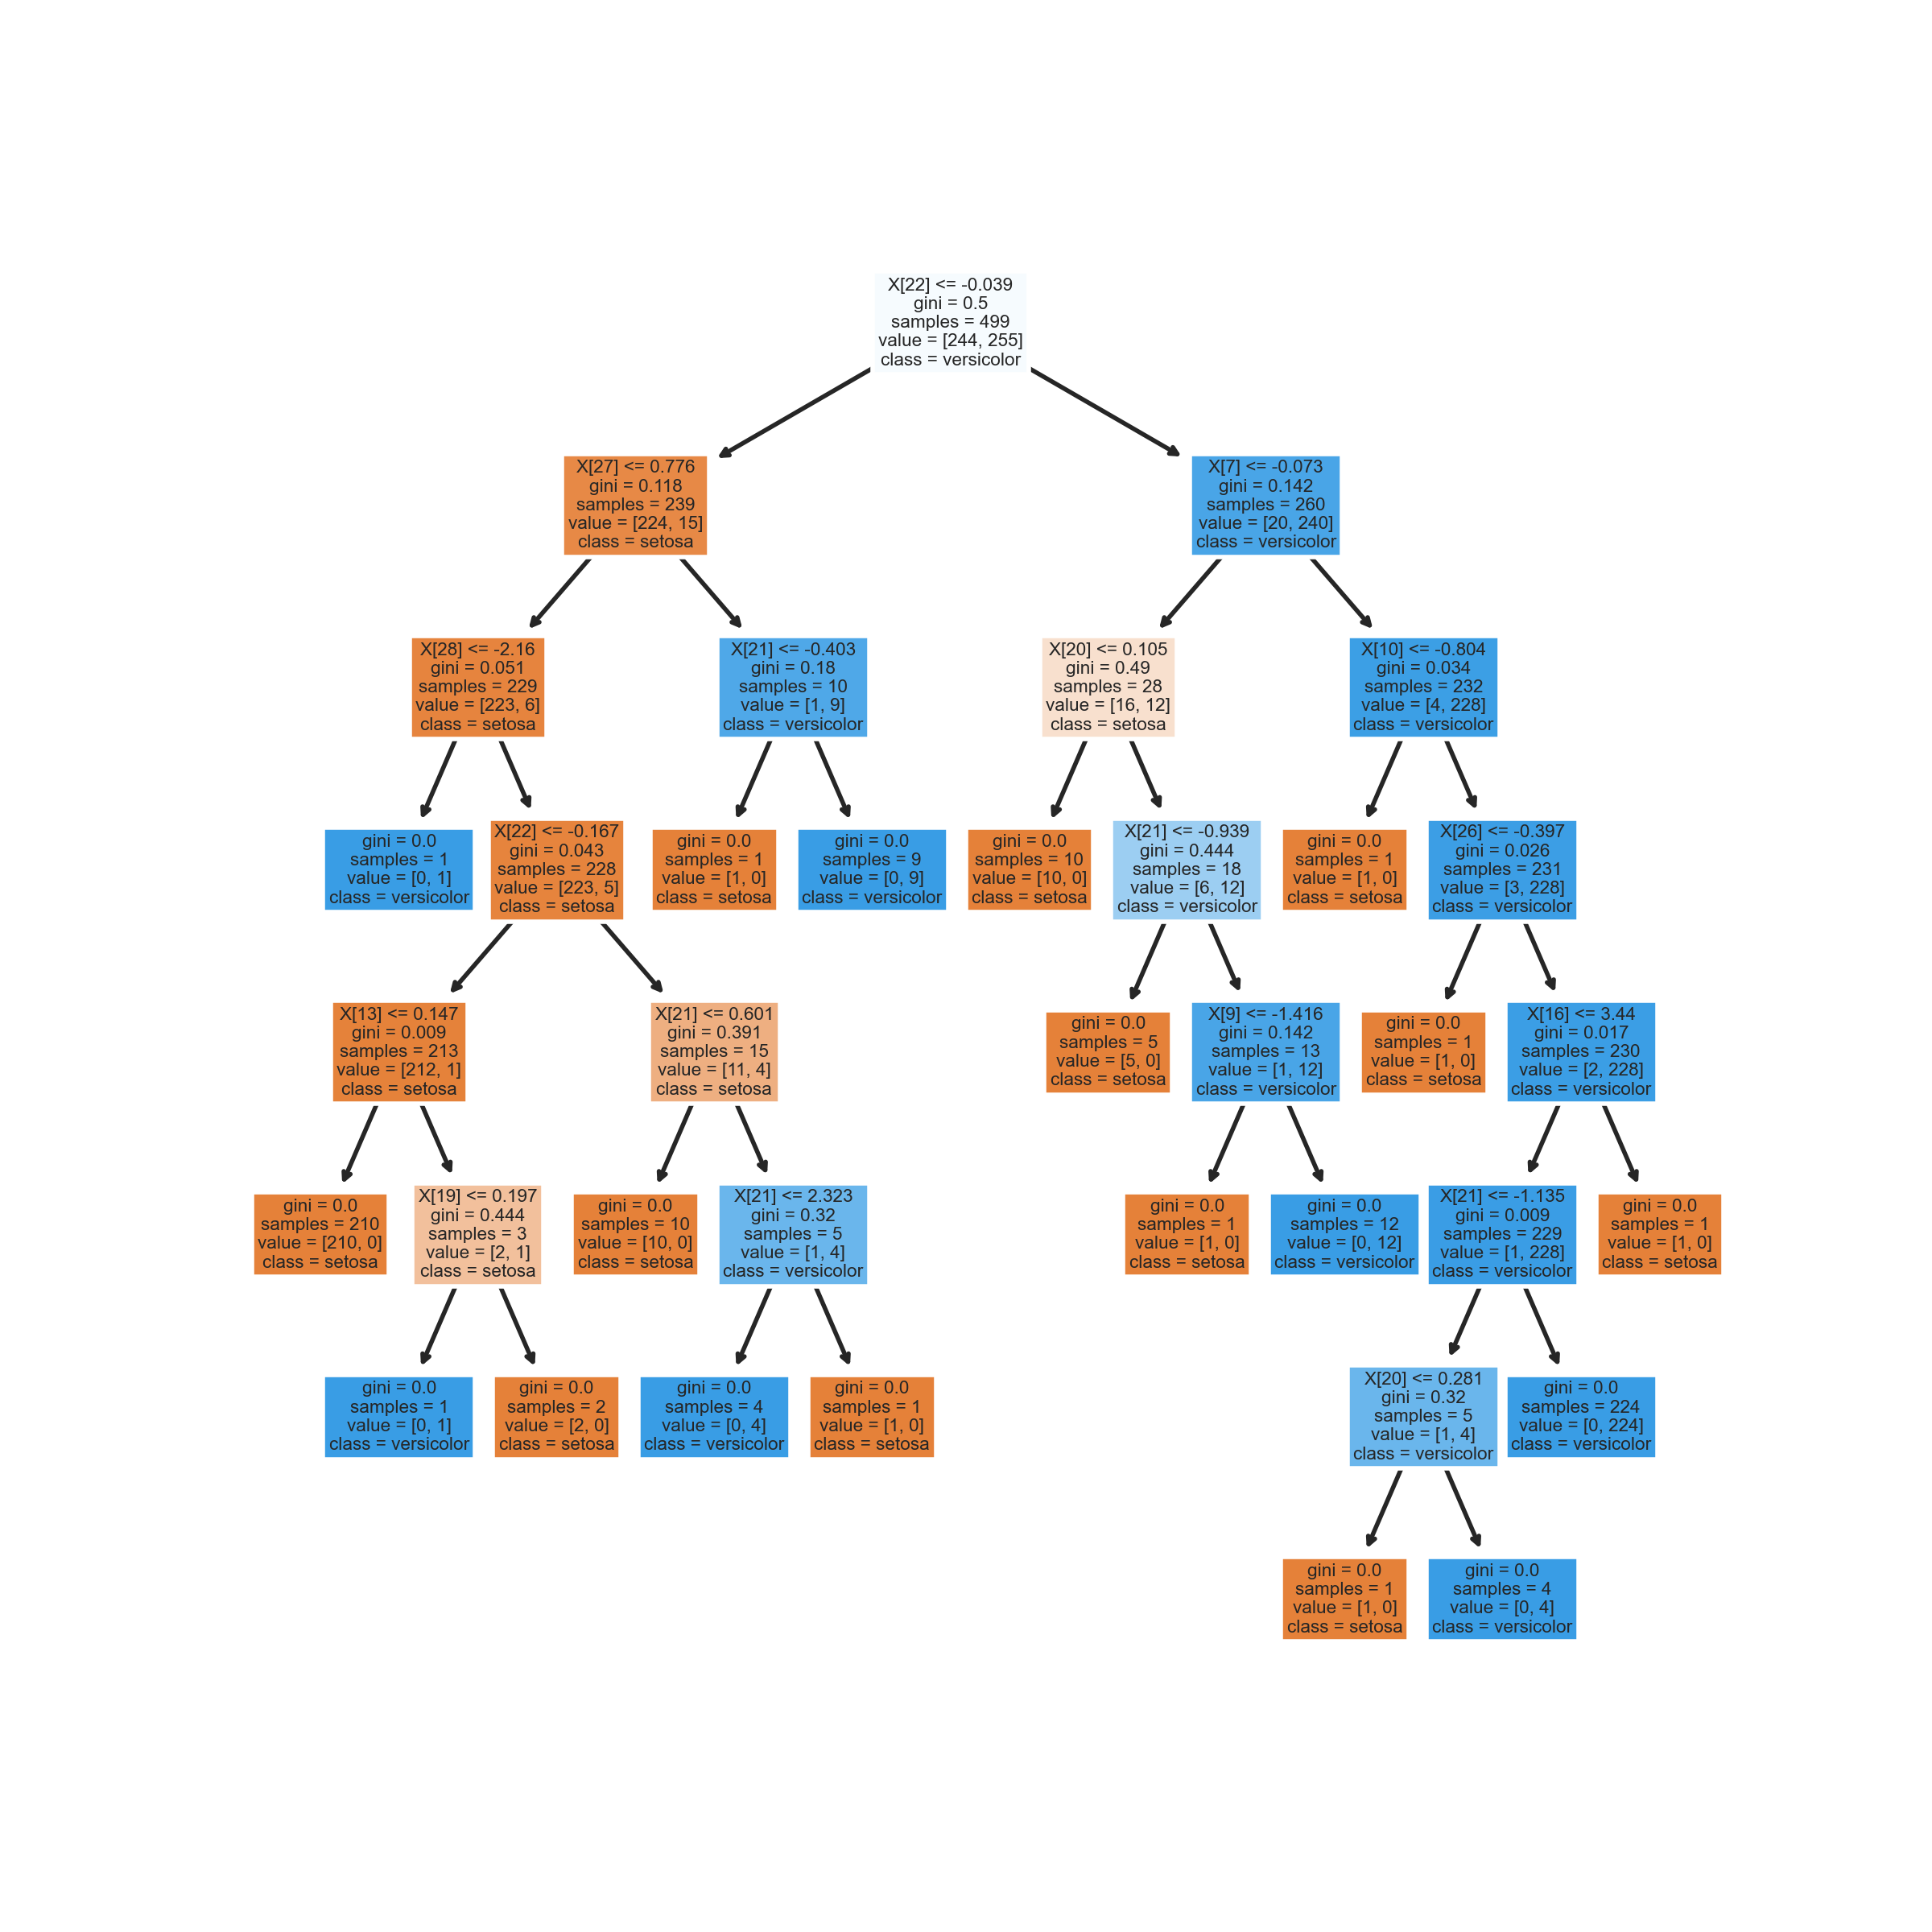 X[22] <= -0.039
gini = 0.5
samples = 499
value = [244, 255]
class = versicolor
X[27] <= 0.776
gini = 0.118
samples = 239
value = [224, 15]
class = setosa
X[7] <= -0.073
gini = 0.142
samples = 260
value = [20, 240]
class = versicolor
X[28] <= -2.16
gini = 0.051
samples = 229
value = [223, 6]
class = setosa
X[21] <= -0.403
gini = 0.18
samples = 10
value = [1, 9]
class = versicolor
X[20] <= 0.105
gini = 0.49
samples = 28
value = [16, 12]
class = setosa
X[10] <= -0.804
gini = 0.034
samples = 232
value = [4, 228]
class = versicolor
gini = 0.0
samples = 1
value = [0, 1]
class = versicolor
X[22] <= -0.167
gini = 0.043
samples = 228
value = [223, 5]
class = setosa
gini = 0.0
samples = 1
value = [1, 0]
class = setosa
gini = 0.0
samples = 9
value = [0, 9]
class = versicolor
gini = 0.0
samples = 10
value = [10, 0]
class = setosa
X[21] <= -0.939
gini = 0.444
samples = 18
value = [6, 12]
class = versicolor
gini = 0.0
samples = 1
value = [1, 0]
class = setosa
X[26] <= -0.397
gini = 0.026
samples = 231
value = [3, 228]
class = versicolor
X[13] <= 0.147
gini = 0.009
samples = 213
value = [212, 1]
class = setosa
X[21] <= 0.601
gini = 0.391
samples = 15
value = [11, 4]
class = setosa
gini = 0.0
samples = 5
value = [5, 0]
class = setosa
X[9] <= -1.416
gini = 0.142
samples = 13
value = [1, 12]
class = versicolor
gini = 0.0
samples = 1
value = [1, 0]
class = setosa
X[16] <= 3.44
gini = 0.017
samples = 230
value = [2, 228]
class = versicolor
gini = 0.0
samples = 210
value = [210, 0]
class = setosa
X[19] <= 0.197
gini = 0.444
samples = 3
value = [2, 1]
class = setosa
gini = 0.0
samples = 10
value = [10, 0]
class = setosa
X[21] <= 2.323
gini = 0.32
samples = 5
value = [1, 4]
class = versicolor
gini = 0.0
samples = 1
value = [1, 0]
class = setosa
gini = 0.0
samples = 12
value = [0, 12]
class = versicolor
X[21] <= -1.135
gini = 0.009
samples = 229
value = [1, 228]
class = versicolor
gini = 0.0
samples = 1
value = [1, 0]
class = setosa
gini = 0.0
samples = 1
value = [0, 1]
class = versicolor
gini = 0.0
samples = 2
value = [2, 0]
class = setosa
gini = 0.0
samples = 4
value = [0, 4]
class = versicolor
gini = 0.0
samples = 1
value = [1, 0]
class = setosa
X[20] <= 0.281
gini = 0.32
samples = 5
value = [1, 4]
class = versicolor
gini = 0.0
samples = 224
value = [0, 224]
class = versicolor
gini = 0.0
samples = 1
value = [1, 0]
class = setosa
gini = 0.0
samples = 4
value = [0, 4]
class = versicolor